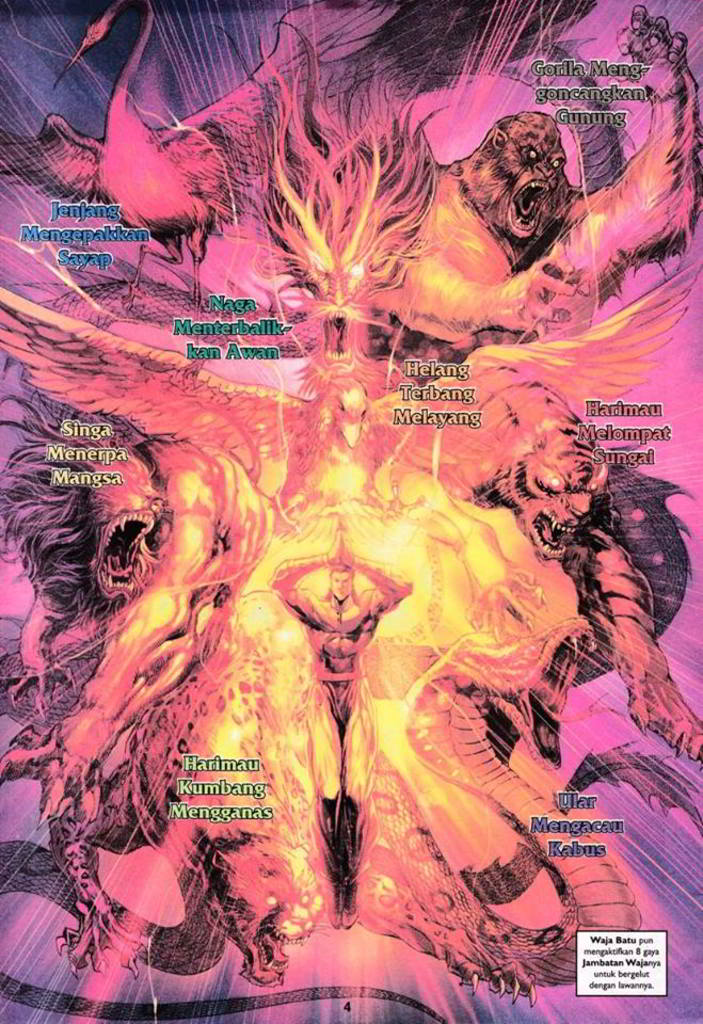 Gorila Meng-
goncangkan
Gunung
Jenjang
Mengepakkan
Sayap
Naga
Menterbalik-
kan Awan
Helang
Terbang
Melayang
Harimau
Melompat
Sungai
Singa
Menerpa
Mangsa
Harimau
Kumbang
Mengganas
Ular
Mengacau
Kabus
Waja Batu pun
mengaktifkan 8 gaya
Jambatan Wajanya
untuk bergelut
dengan lawannya.
4